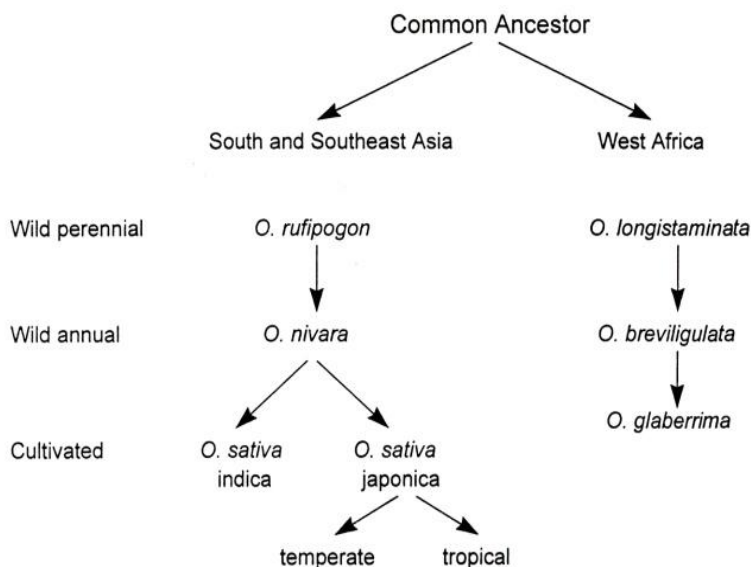 Common Ancestor
South and Southeast Asia West Africa
Wild perennial O. rufipogon O. longistaminata
Wild annual O. nivara O. breviligulata
O. glaberrima
Cultivated O. sativa O. sativa
indica japonica
temperate tropical